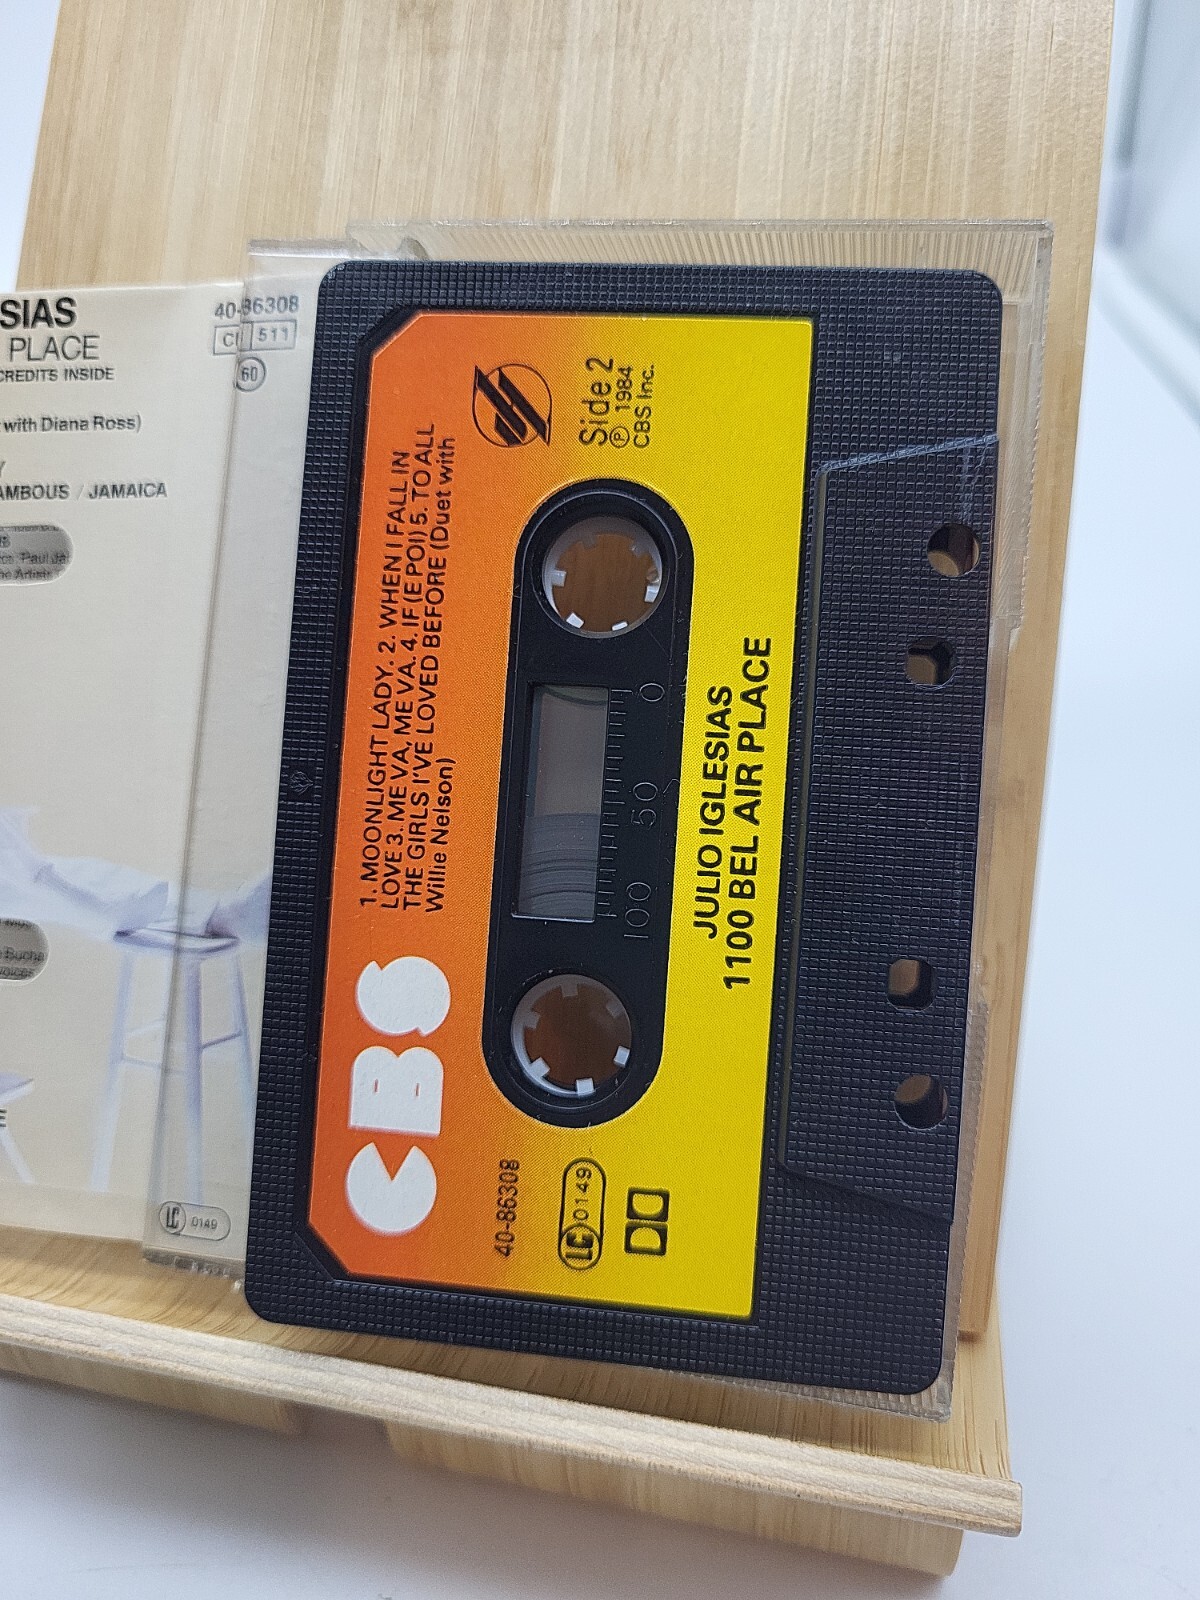 SIAS
PLACE
CREDITS INSIDE
with Diana Ross)
AMBOUS / JAMAICA
40-86308
511
60
LC 0149
CBS
1. MOONLIGHT LADY. 2. WHEN I FALL IN
LOVE 3. ME VA, ME VA. 4. IF (E POI) 5. TO ALL
THE GIRLS I'VE LOVED BEFORE (Duet with
Willie Nelson)
40-86308
LC 0149
Side 2
℗ 1984
CBS Inc.
100 50 0
JULIO IGLESIAS
1100 BEL AIR PLACE